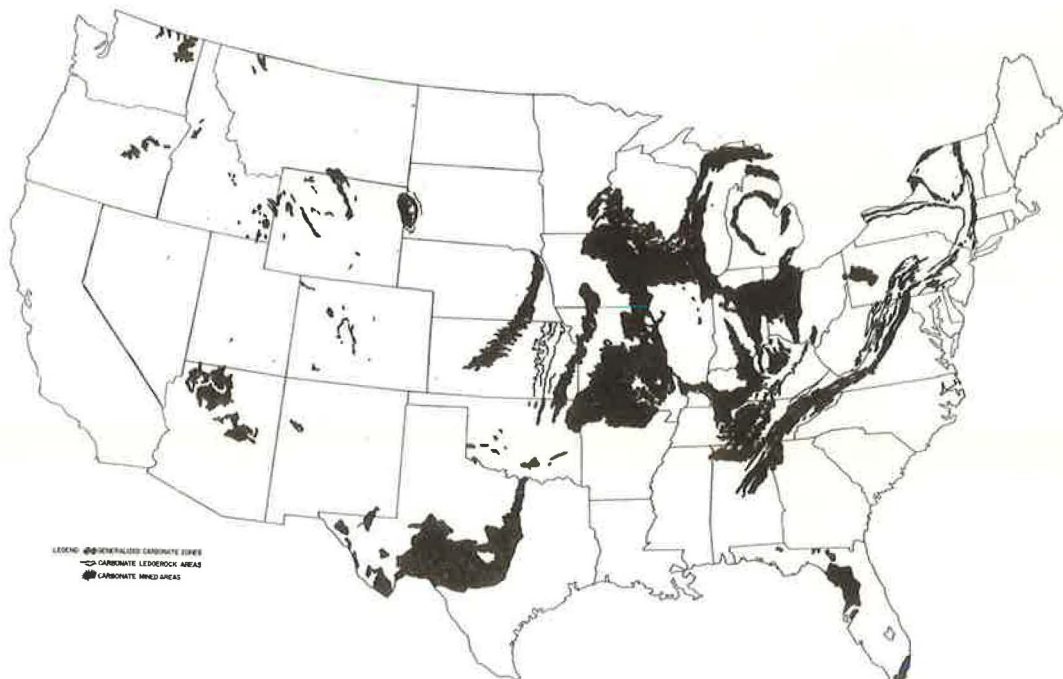 LEGEND: GENERALIZED CARBONATE ZONES
CARBONATE LEDGEROCK AREAS
CARBONATE MINED AREAS